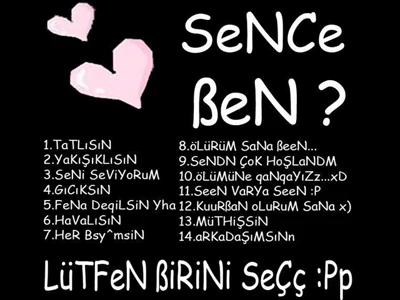 SeNCe
ßeN ?
1.TaTLıSıN
2.YaKıŞıKLıSıN
3.SeNi SeViYoRuM
4.GıCıKSıN
5.FeNa DeqiLSiN Yha
6.HaVaLıSıN
7.HeR Bsy^msiN
8.öLüRüM SaNa ßeeN...
9.SeNDN ÇoK HoŞLaNDM
10.öLüMüNe qaNqaYıZz...xD
11.SeeN VaRYa SeeN :P
12.KuuRßaN oLuRuM SaNa x)
13.MüTHiŞSiN
14.aRKaDaŞıMSıNn
LüTFeN ßiRiNi SeÇç :Pp